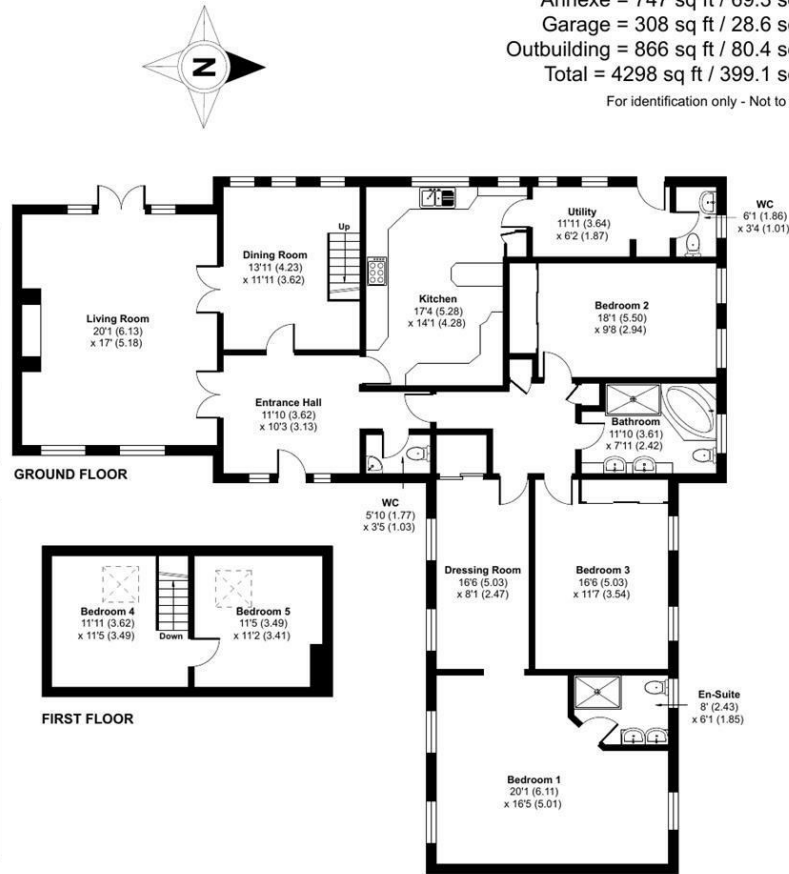 Annexe = 747 sq ft / 69.3 sq
Garage = 308 sq ft / 28.6 sq
Outbuilding = 866 sq ft / 80.4 sq
Total = 4298 sq ft / 399.1 sq
For identification only - Not to
N
Living Room
20'1 (6.13)
x 17' (5.18)
Dining Room
13'11 (4.23)
x 11'11 (3.62)
Up
Kitchen
17'4 (5.28)
x 14'1 (4.28)
Utility
11'11 (3.64)
x 6'2 (1.87)
WC
6'1 (1.86)
x 3'4 (1.01)
Bedroom 2
18'1 (5.50)
x 9'8 (2.94)
Entrance Hall
11'10 (3.62)
x 10'3 (3.13)
Bathroom
11'10 (3.61)
x 7'11 (2.42)
GROUND FLOOR
WC
5'10 (1.77)
x 3'5 (1.03)
Dressing Room
16'6 (5.03)
x 8'1 (2.47)
Bedroom 3
16'6 (5.03)
x 11'7 (3.54)
Bedroom 4
11'11 (3.62)
x 11'5 (3.49)
Down
Bedroom 5
11'5 (3.49)
x 11'2 (3.41)
FIRST FLOOR
En-Suite
8' (2.43)
x 6'1 (1.85)
Bedroom 1
20'1 (6.11)
x 16'5 (5.01)